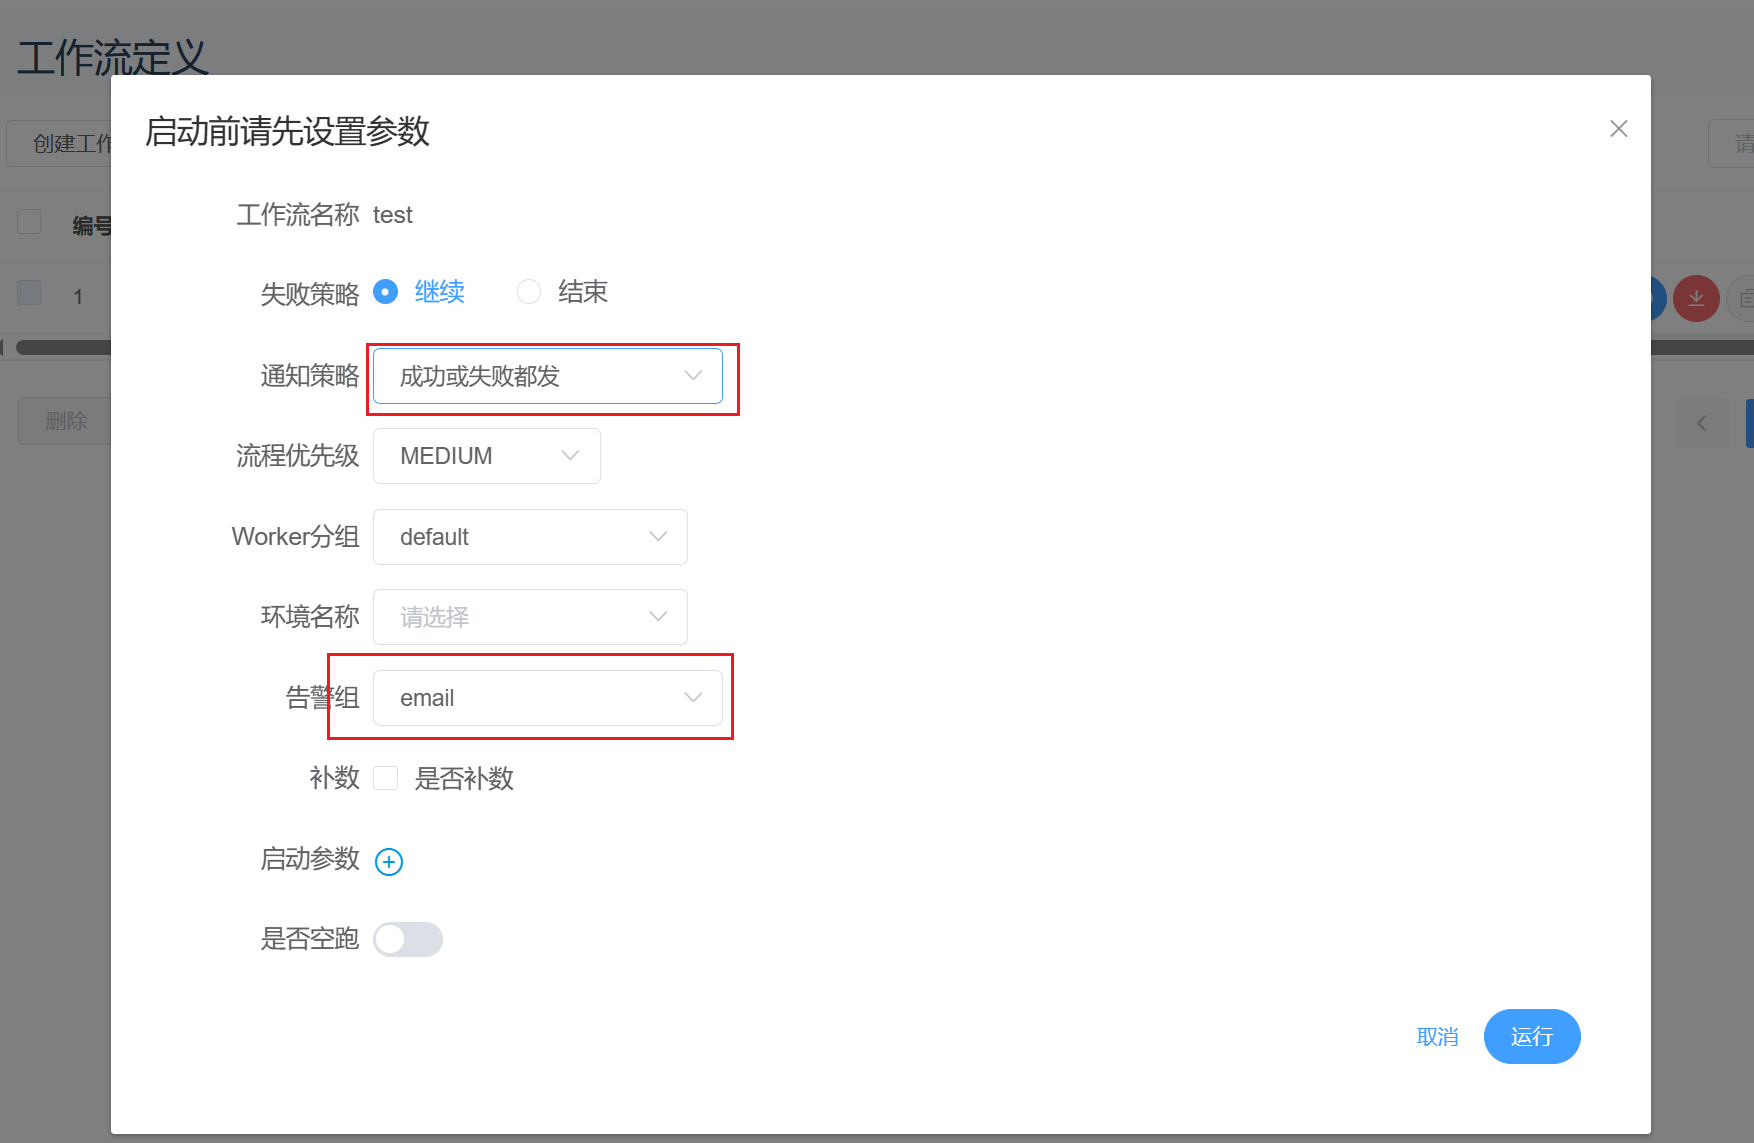 工作流定义
创建工作
请
编号
1
删除
启动前请先设置参数
工作流名称 test
失败策略 继续 结束
通知策略 成功或失败都发
流程优先级 MEDIUM
Worker分组 default
环境名称 请选择
告警组 email
补数 是否补数
启动参数
是否空跑
取消 运行